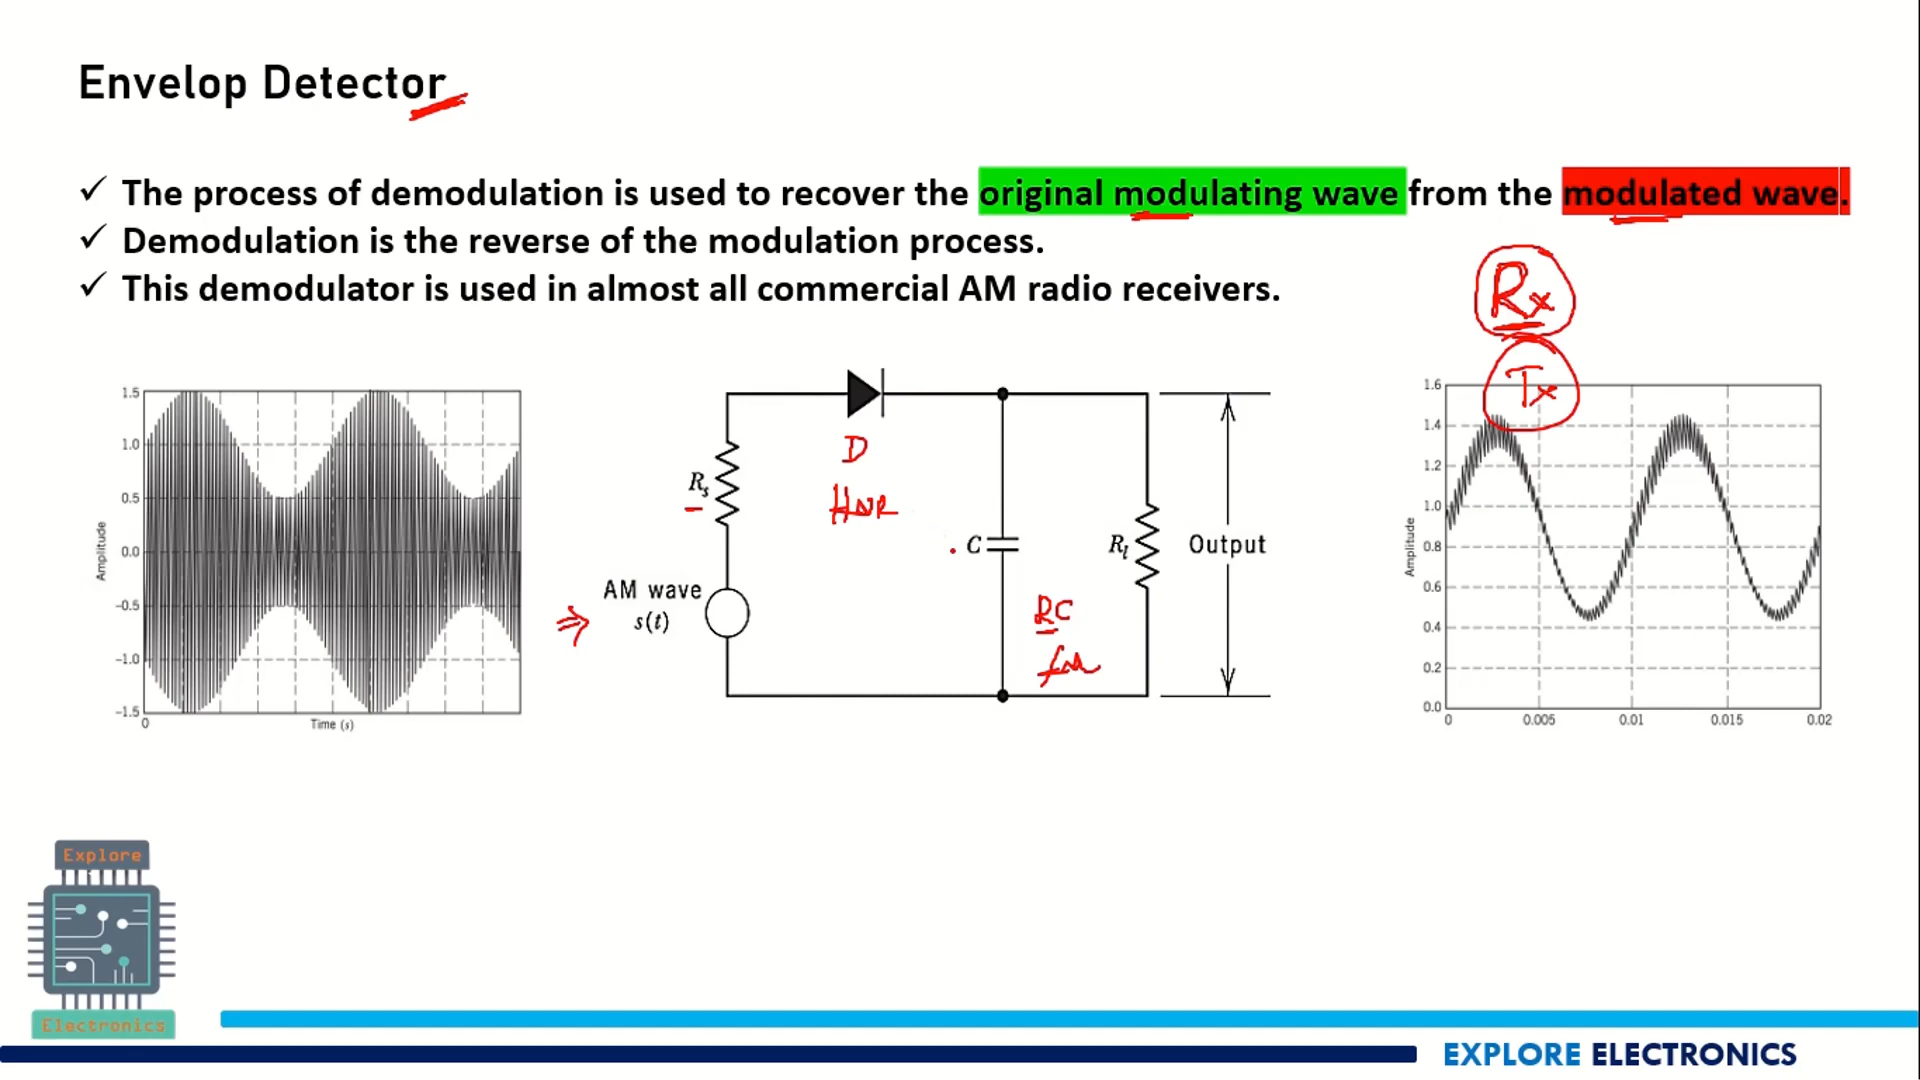 Envelop Detector
✓ The process of demodulation is used to recover the original modulating wave from the modulated wave.
✓ Demodulation is the reverse of the modulation process.
✓ This demodulator is used in almost all commercial AM radio receivers.
Rx
Tx
1.5
1.0
0.5
0.0
-0.5
-1.0
-1.5
Amplitude
0
Time (s)
D
HWR
Rs
AM wave
s(t)
C
RC
Rl
Output
1.6
1.4
1.2
1.0
0.8
0.6
0.4
0.2
0.0
Amplitude
0 0.005 0.01 0.015 0.02
Explore
Electronics
EXPLORE ELECTRONICS